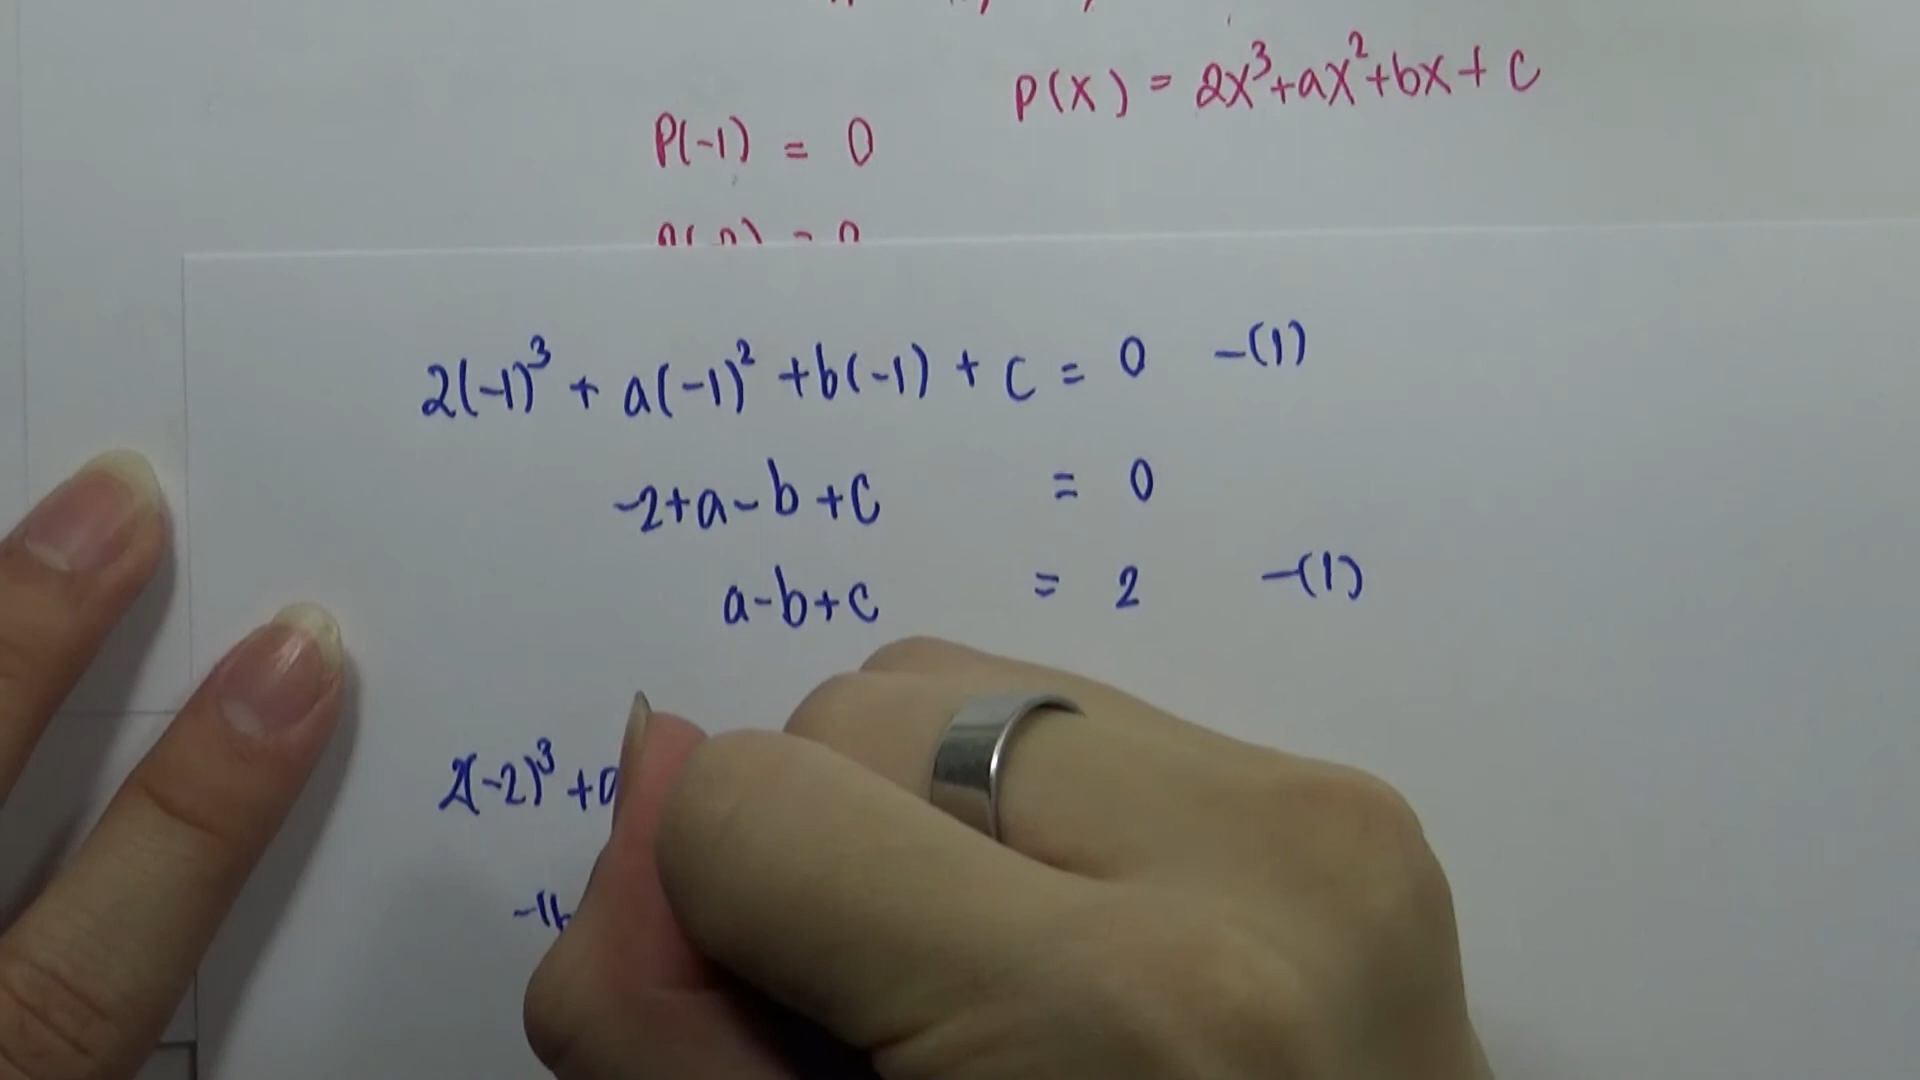 P(x) = 2x³+ax²+bx+c
P(-1) = 0
2(-1)³ + a(-1)² +b(-1) + c = 0 -(1)
-2+a-b+c = 0
a-b+c = 2 -(1)
2(-2)³ +a
-16